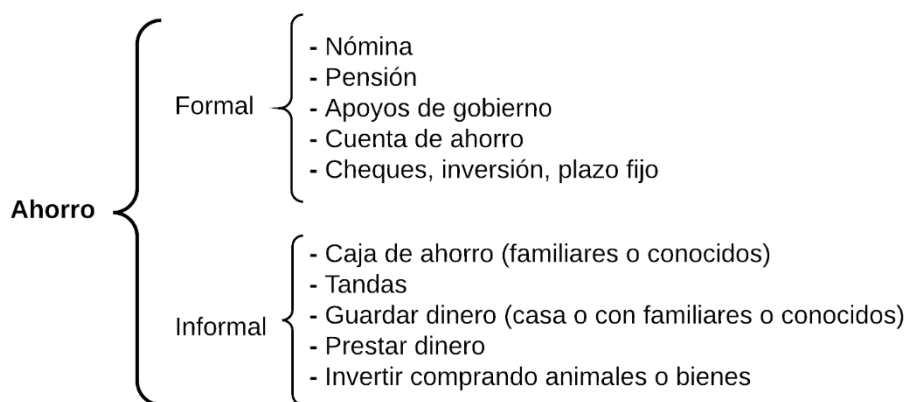 Ahorro
Formal
- Nómina
- Pensión
- Apoyos de gobierno
- Cuenta de ahorro
- Cheques, inversión, plazo fijo
Informal
- Caja de ahorro (familiares o conocidos)
- Tandas
- Guardar dinero (casa o con familiares o conocidos)
- Prestar dinero
- Invertir comprando animales o bienes